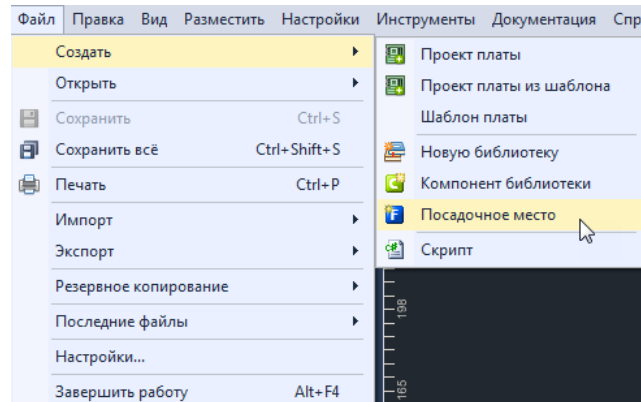 Файл Правка Вид Разместить Настройки Инструменты Документация
Создать
Открыть
Сохранить Ctrl+S
Сохранить всё Ctrl+Shift+S
Печать Ctrl+P
Импорт
Экспорт
Резервное копирование
Последние файлы
Настройки...
Завершить работу Alt+F4
Проект платы
Проект платы из шаблона
Шаблон платы
Новую библиотеку
Компонент библиотеки
Посадочное место
Скрипт
198
165